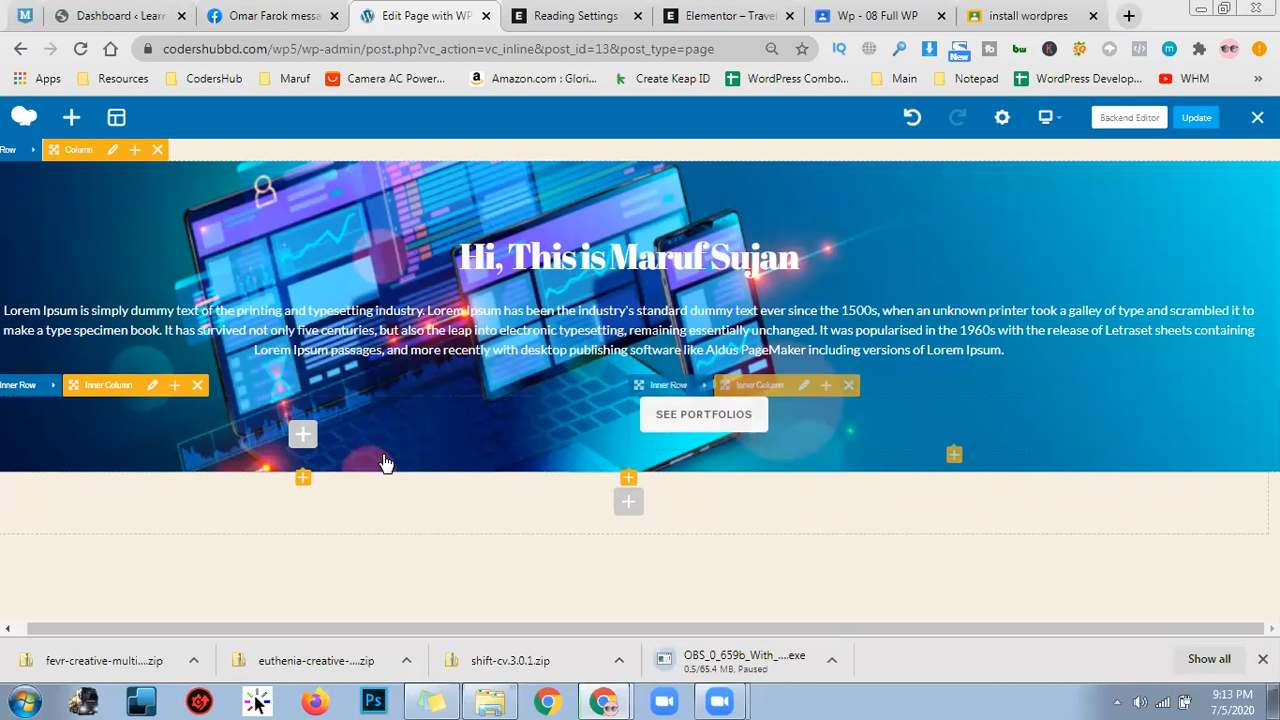 Dashboard ‹ Learn
Omar Farok messa
Edit Page with WP
Reading Settings
Elementor – Travel
Wp - 08 Full WP
install wordpres
codershubbd.com/wp5/wp-admin/post.php?vc_action=vc_inline&post_id=13&post_type=page
New
Apps
Resources
CodersHub
Maruf
Camera AC Powe...
Amazon.com : Glori...
Create Keap ID
WordPress Combo...
Main
Notepad
WordPress Develop...
WHM
Backend Editor
Update
Row
Column
Hi, This is Maruf Sujan
Lorem Ipsum is simply dummy text of the printing and typesetting industry. Lorem Ipsum has been the industry's standard dummy text ever since the 1500s, when an unknown printer took a galley of type and scrambled it to
make a type specimen book. It has survived not only five centuries, but also the leap into electronic typesetting, remaining essentially unchanged. It was popularised in the 1960s with the release of Letraset sheets containing
Lorem Ipsum passages, and more recently with desktop publishing software like Aldus PageMaker including versions of Lorem Ipsum.
Inner Row
Inner Column
Inner Row
Inner Column
SEE PORTFOLIOS
fevr-creative-multi....zip
euthenia-creative-....zip
shift-cv.3.0.1.zip
OBS_0_659b_With_....exe
0.5/65.4 MB, Paused
Show all
Ps
9:13 PM
7/5/2020